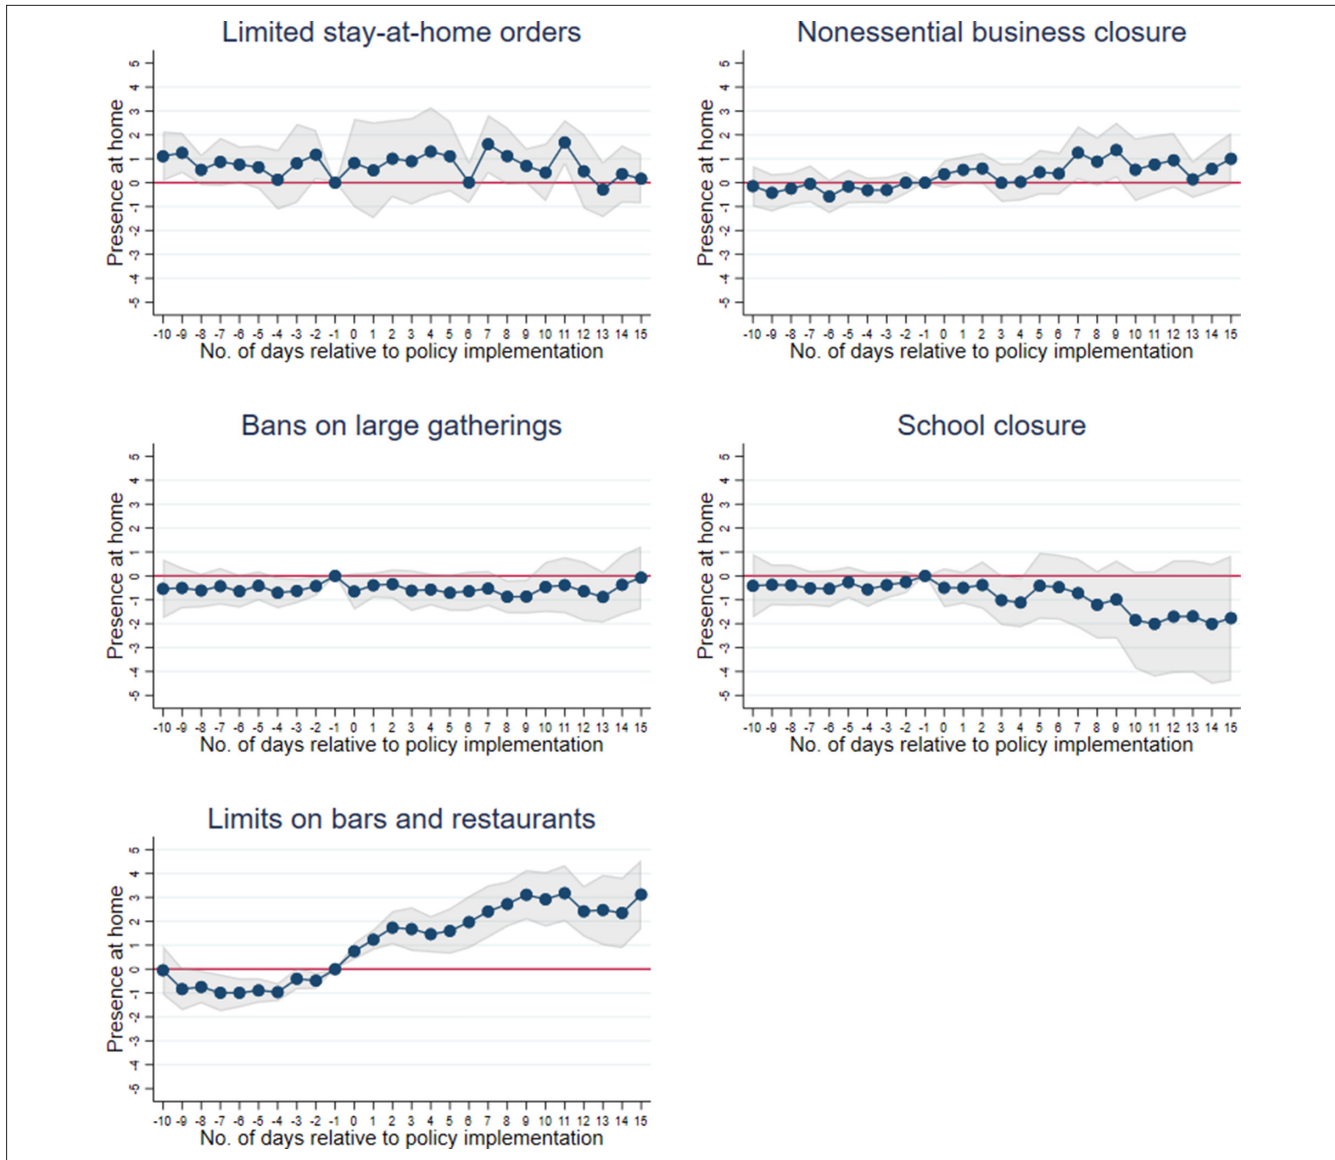 Limited stay-at-home orders
Presence at home
5
4
3
2
1
0
-1
-2
-3
-4
-5
-10 -9 -8 -7 -6 -5 -4 -3 -2 -1 0 1 2 3 4 5 6 7 8 9 10 11 12 13 14 15
No. of days relative to policy implementation
Nonessential business closure
Presence at home
5
4
3
2
1
0
-1
-2
-3
-4
-5
-10 -9 -8 -7 -6 -5 -4 -3 -2 -1 0 1 2 3 4 5 6 7 8 9 10 11 12 13 14 15
No. of days relative to policy implementation
Bans on large gatherings
Presence at home
5
4
3
2
1
0
-1
-2
-3
-4
-5
-10 -9 -8 -7 -6 -5 -4 -3 -2 -1 0 1 2 3 4 5 6 7 8 9 10 11 12 13 14 15
No. of days relative to policy implementation
School closure
Presence at home
5
4
3
2
1
0
-1
-2
-3
-4
-5
-10 -9 -8 -7 -6 -5 -4 -3 -2 -1 0 1 2 3 4 5 6 7 8 9 10 11 12 13 14 15
No. of days relative to policy implementation
Limits on bars and restaurants
Presence at home
5
4
3
2
1
0
-1
-2
-3
-4
-5
-10 -9 -8 -7 -6 -5 -4 -3 -2 -1 0 1 2 3 4 5 6 7 8 9 10 11 12 13 14 15
No. of days relative to policy implementation